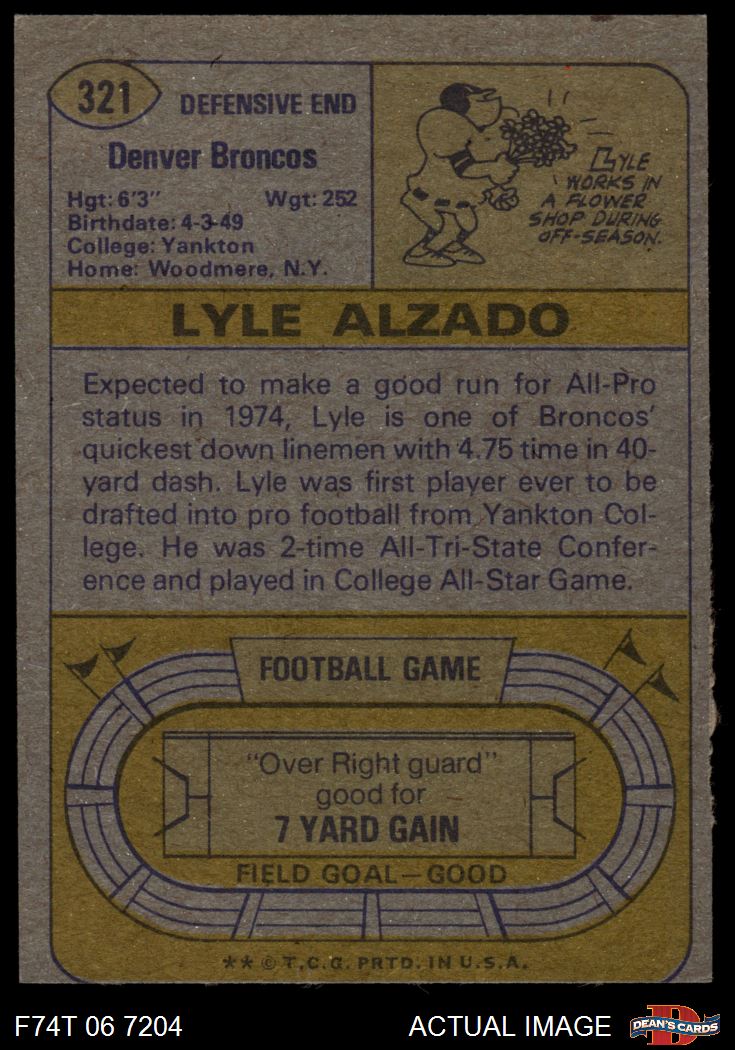 321
DEFENSIVE END
Denver Broncos
Hgt: 6'3" Wgt: 252
Birthdate: 4-3-49
College: Yankton
Home: Woodmere, N.Y.
LYLE
WORKS IN
A FLOWER
SHOP DURING
OFF-SEASON.
LYLE ALZADO
Expected to make a good run for All-Pro
status in 1974, Lyle is one of Broncos'
quickest down linemen with 4.75 time in 40-
yard dash. Lyle was first player ever to be
drafted into pro football from Yankton Col-
lege. He was 2-time All-Tri-State Confer-
ence and played in College All-Star Game.
FOOTBALL GAME
"Over Right guard"
good for
7 YARD GAIN
FIELD GOAL—GOOD
** © T.C.G. PRTD. IN U.S.A.
F74T 06 7204
ACTUAL IMAGE
D
DEAN'S CARDS